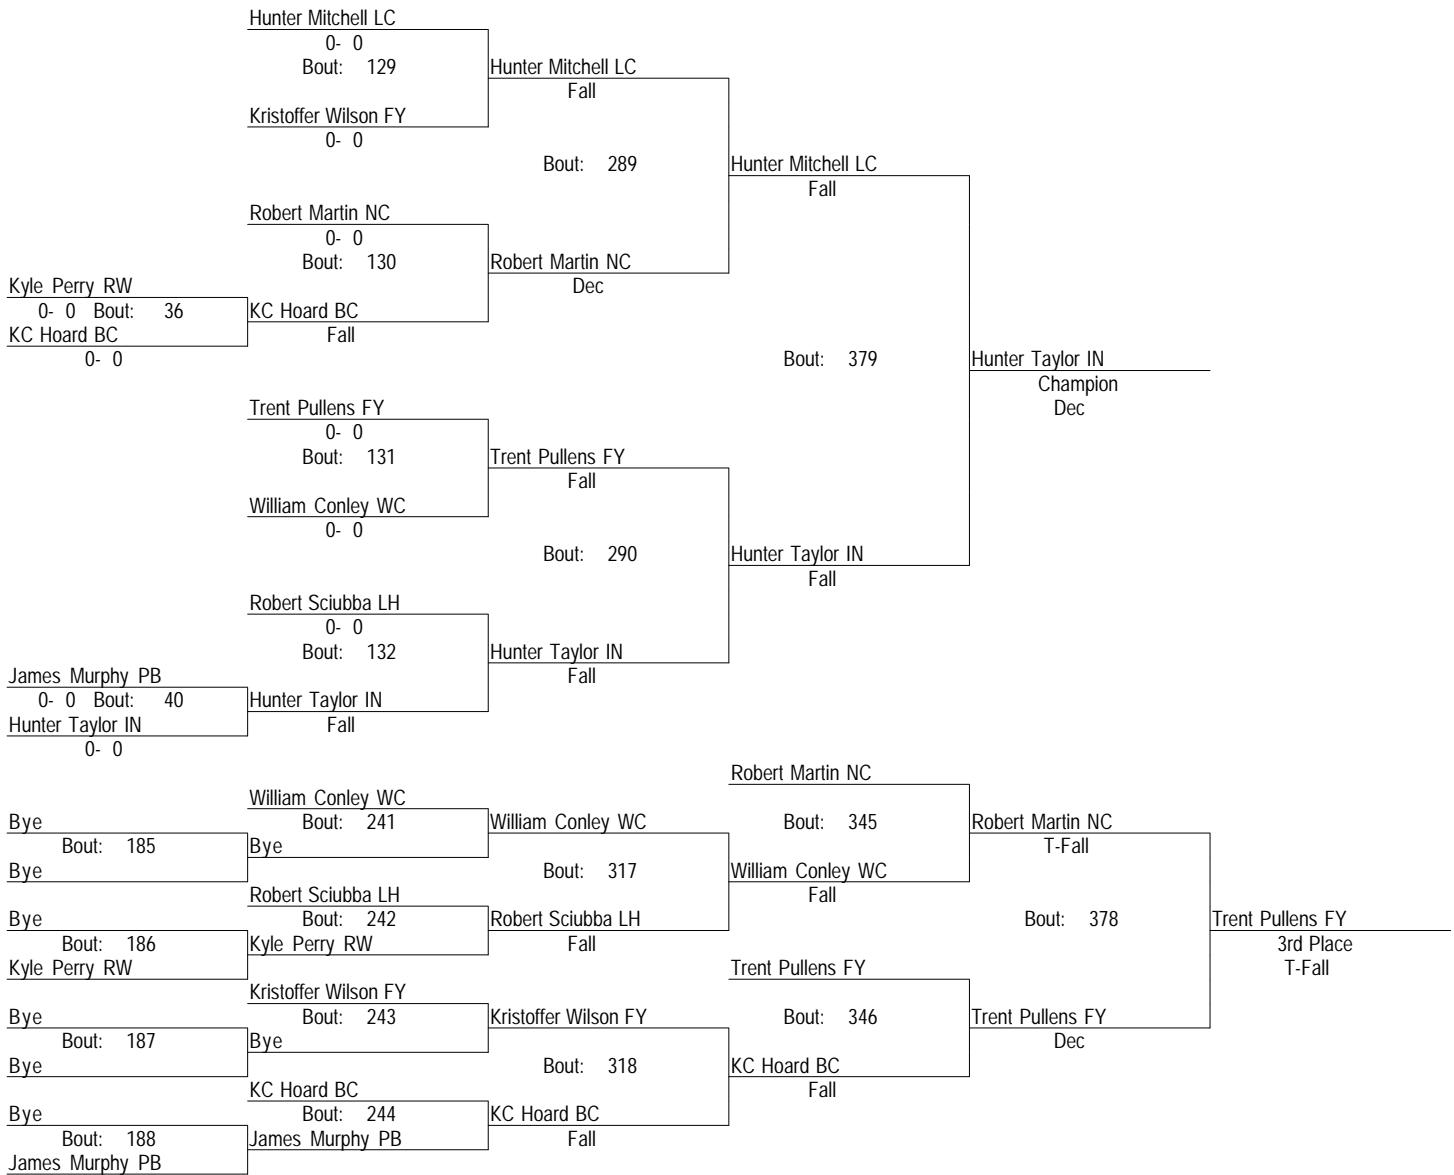 Hunter Mitchell LC
0- 0
Bout: 129
Hunter Mitchell LC
Fall
Kristoffer Wilson FY
0- 0
Bout: 289
Hunter Mitchell LC
Fall
Robert Martin NC
0- 0
Bout: 130
Robert Martin NC
Dec
Kyle Perry RW
0- 0 Bout: 36
KC Hoard BC
Fall
KC Hoard BC
0- 0
Bout: 379
Hunter Taylor IN
Champion
Dec
Trent Pullens FY
0- 0
Bout: 131
Trent Pullens FY
Fall
William Conley WC
0- 0
Bout: 290
Hunter Taylor IN
Fall
Robert Sciubba LH
0- 0
Bout: 132
Hunter Taylor IN
Fall
James Murphy PB
0- 0 Bout: 40
Hunter Taylor IN
Fall
Hunter Taylor IN
0- 0
Robert Martin NC
William Conley WC
Bye
Bout: 241
William Conley WC
Bout: 345
Robert Martin NC
T-Fall
Bout: 185
Bye
Bye
Bout: 317
William Conley WC
Fall
Robert Sciubba LH
Bye
Bout: 242
Robert Sciubba LH
Fall
Bout: 378
Trent Pullens FY
3rd Place
T-Fall
Bout: 186
Kyle Perry RW
Kyle Perry RW
Trent Pullens FY
Kristoffer Wilson FY
Bye
Bout: 243
Kristoffer Wilson FY
Bout: 346
Trent Pullens FY
Dec
Bout: 187
Bye
Bye
Bout: 318
KC Hoard BC
Fall
KC Hoard BC
Bye
Bout: 244
KC Hoard BC
Fall
Bout: 188
James Murphy PB
James Murphy PB